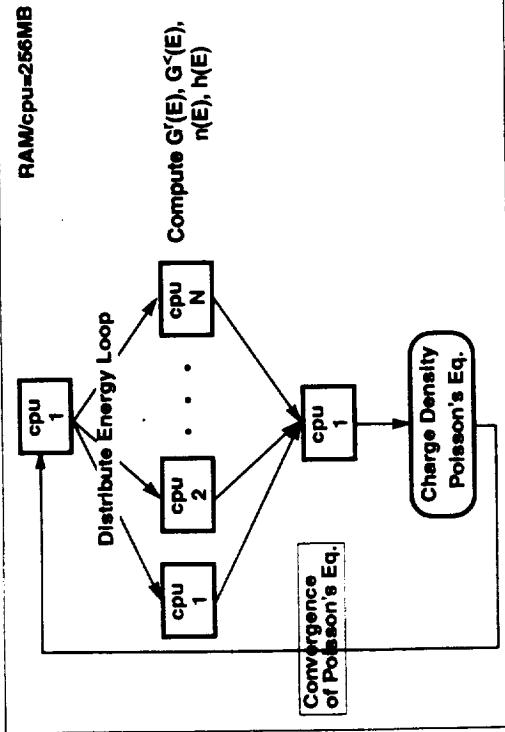 RAM/cpu=256MB
cpu
1
Distribute Energy Loop
cpu
1
cpu
2
• • •
cpu
N
Compute Gʳ(E), G^<(E),
n(E), h(E)
cpu
1
Convergence
of Poisson's Eq.
Charge Density
Poisson's Eq.